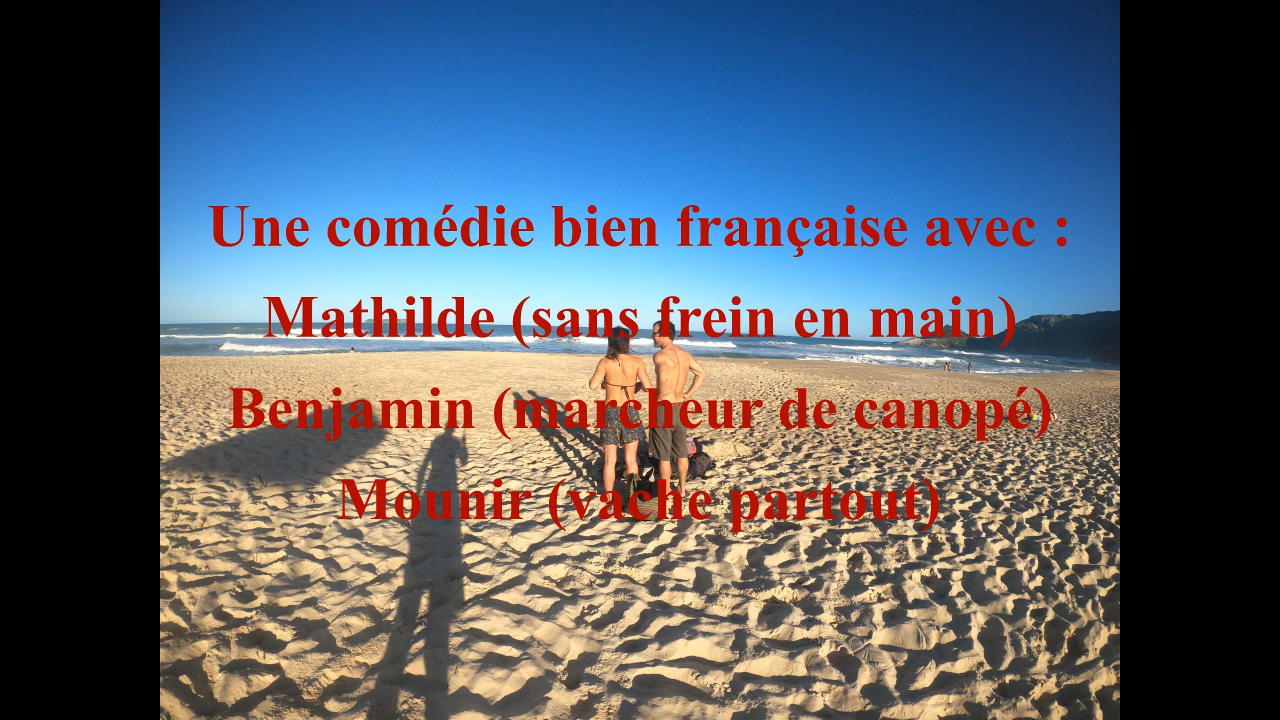 Une comédie bien française avec :
Mathilde (sans frein en main)
Benjamin (marcheur de canopé)
Mounir (vache partout)